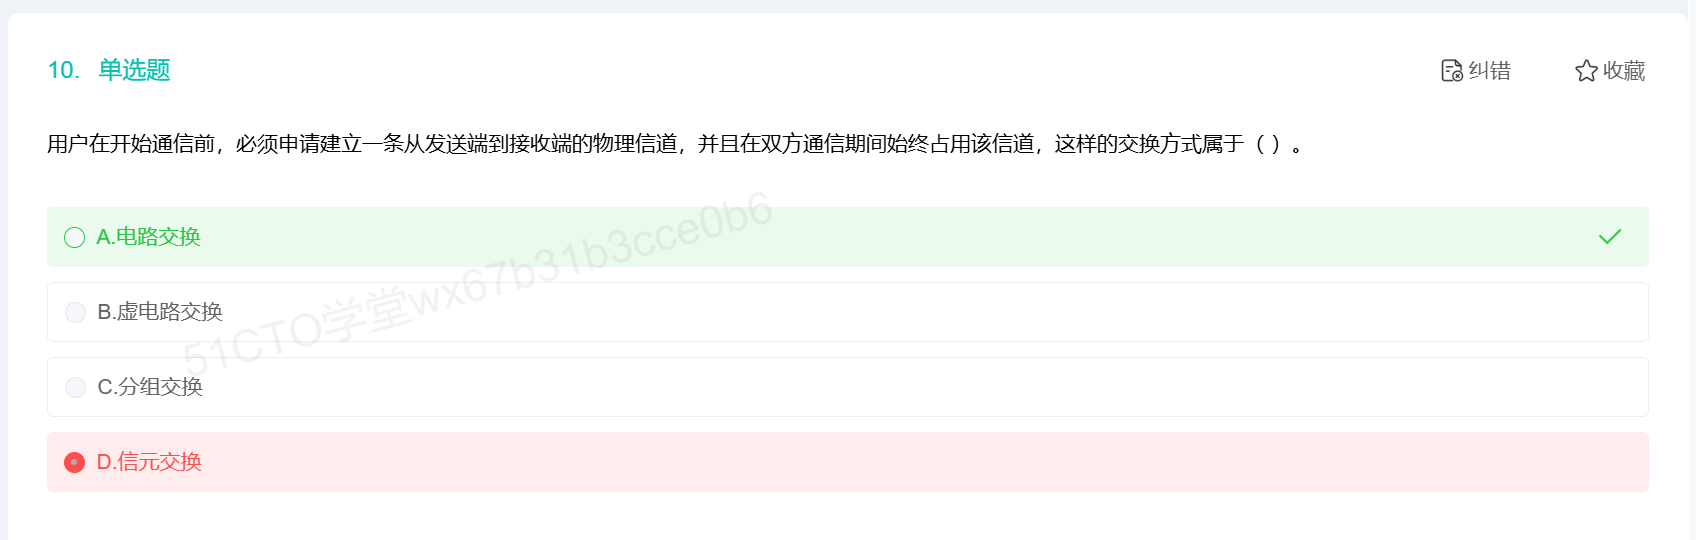 10. 单选题
纠错
收藏
用户在开始通信前，必须申请建立一条从发送端到接收端的物理信道，并且在双方通信期间始终占用该信道，这样的交换方式属于（ ）。
A.电路交换
B.虚电路交换
C.分组交换
D.信元交换
51CTO学堂wx67b31b3cce0b6